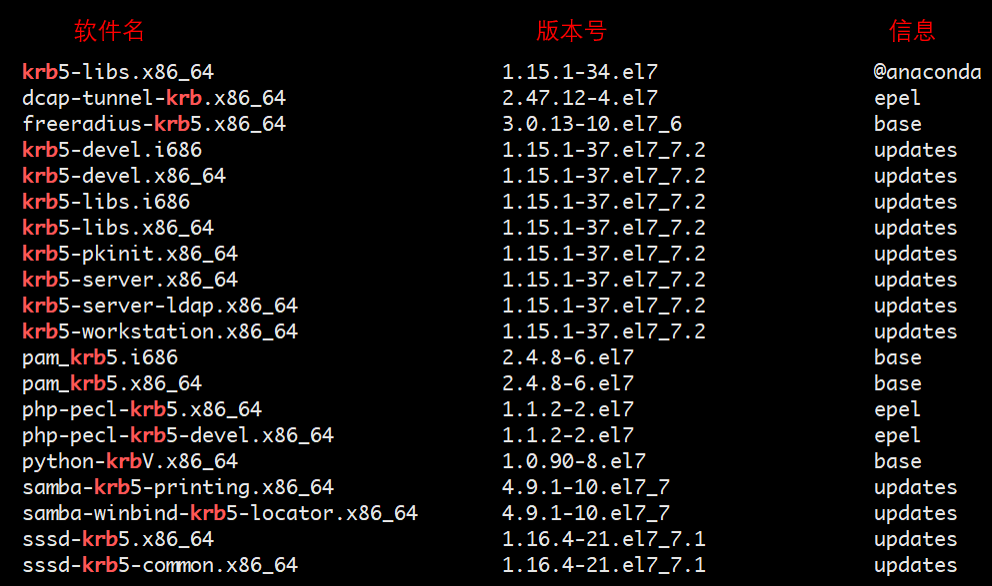 软件名 版本号 信息
krb5-libs.x86_64 1.15.1-34.el7 @anaconda
dcap-tunnel-krb.x86_64 2.47.12-4.el7 epel
freeradius-krb5.x86_64 3.0.13-10.el7_6 base
krb5-devel.i686 1.15.1-37.el7_7.2 updates
krb5-devel.x86_64 1.15.1-37.el7_7.2 updates
krb5-libs.i686 1.15.1-37.el7_7.2 updates
krb5-libs.x86_64 1.15.1-37.el7_7.2 updates
krb5-pkinit.x86_64 1.15.1-37.el7_7.2 updates
krb5-server.x86_64 1.15.1-37.el7_7.2 updates
krb5-server-ldap.x86_64 1.15.1-37.el7_7.2 updates
krb5-workstation.x86_64 1.15.1-37.el7_7.2 updates
pam_krb5.i686 2.4.8-6.el7 base
pam_krb5.x86_64 2.4.8-6.el7 base
php-pecl-krb5.x86_64 1.1.2-2.el7 epel
php-pecl-krb5-devel.x86_64 1.1.2-2.el7 epel
python-krbV.x86_64 1.0.90-8.el7 base
samba-krb5-printing.x86_64 4.9.1-10.el7_7 updates
samba-winbind-krb5-locator.x86_64 4.9.1-10.el7_7 updates
sssd-krb5.x86_64 1.16.4-21.el7_7.1 updates
sssd-krb5-common.x86_64 1.16.4-21.el7_7.1 updates